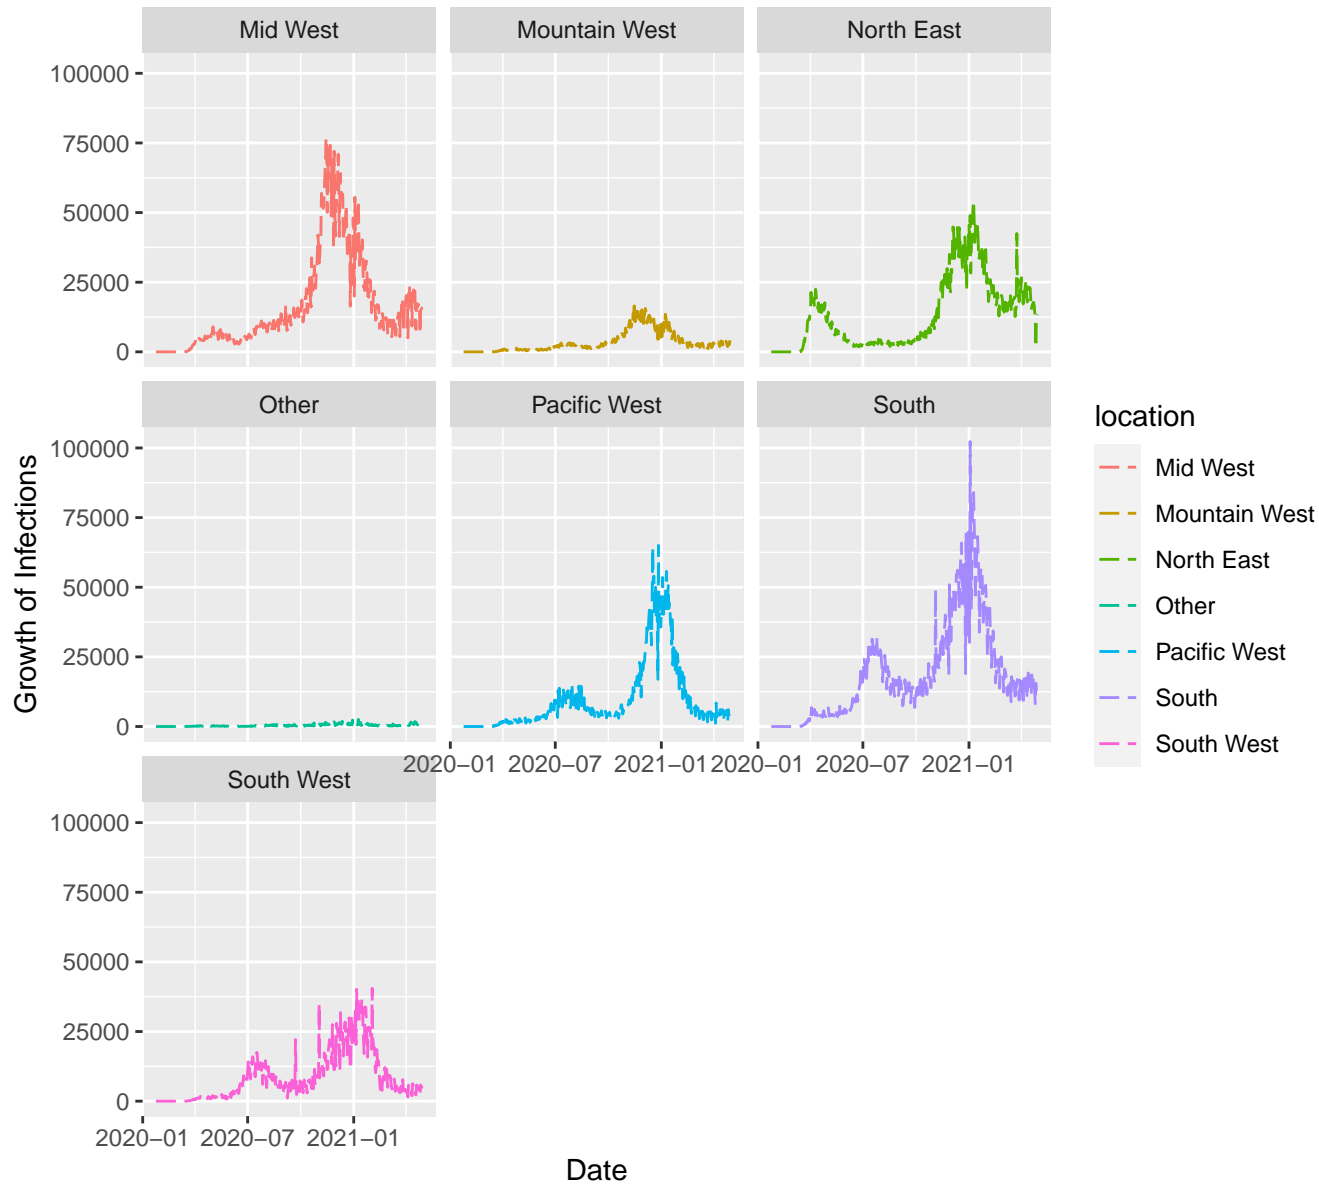 Mid West
Mountain West
North East
100000
75000
50000
25000
0
Other
Pacific West
South
100000
75000
50000
25000
0
2020−01 2020−07 2021−01
2020−01 2020−07 2021−01
South West
100000
75000
50000
25000
0
2020−01 2020−07 2021−01
Growth of Infections
Date
location
Mid West
Mountain West
North East
Other
Pacific West
South
South West